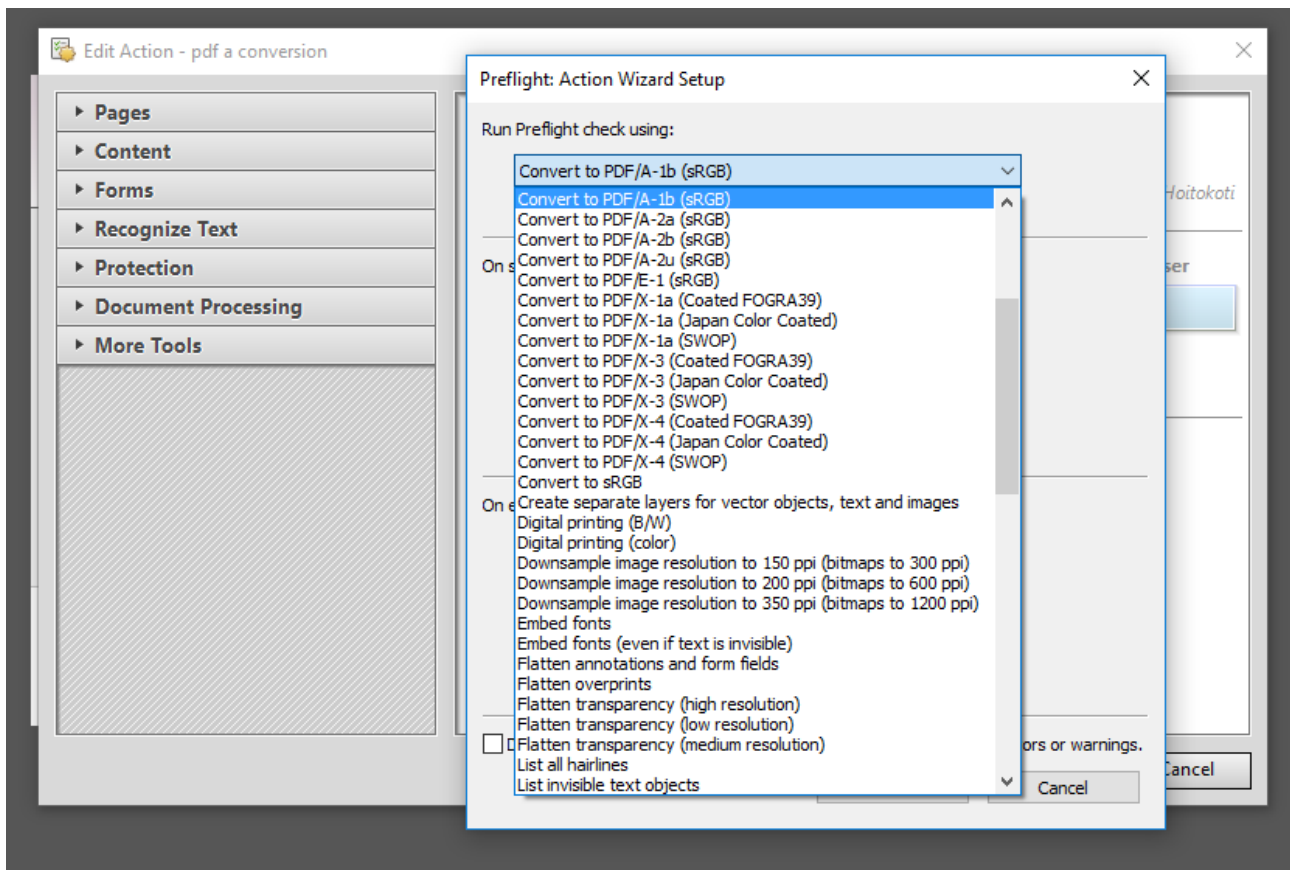 Edit Action - pdf a conversion
Pages
Content
Forms
Recognize Text
Protection
Document Processing
More Tools
Preflight: Action Wizard Setup
Run Preflight check using:
Convert to PDF/A-1b (sRGB)
Convert to PDF/A-1b (sRGB)
Convert to PDF/A-2a (sRGB)
Convert to PDF/A-2b (sRGB)
Convert to PDF/A-2u (sRGB)
Convert to PDF/E-1 (sRGB)
Convert to PDF/X-1a (Coated FOGRA39)
Convert to PDF/X-1a (Japan Color Coated)
Convert to PDF/X-1a (SWOP)
Convert to PDF/X-3 (Coated FOGRA39)
Convert to PDF/X-3 (Japan Color Coated)
Convert to PDF/X-3 (SWOP)
Convert to PDF/X-4 (Coated FOGRA39)
Convert to PDF/X-4 (Japan Color Coated)
Convert to PDF/X-4 (SWOP)
Convert to sRGB
Create separate layers for vector objects, text and images
Digital printing (B/W)
Digital printing (color)
Downsample image resolution to 150 ppi (bitmaps to 300 ppi)
Downsample image resolution to 200 ppi (bitmaps to 600 ppi)
Downsample image resolution to 350 ppi (bitmaps to 1200 ppi)
Embed fonts
Embed fonts (even if text is invisible)
Flatten annotations and form fields
Flatten overprints
Flatten transparency (high resolution)
Flatten transparency (low resolution)
Flatten transparency (medium resolution)
List all hairlines
List invisible text objects
On
On
ors or warnings.
Cancel
Hoitokoti
ser
Cancel